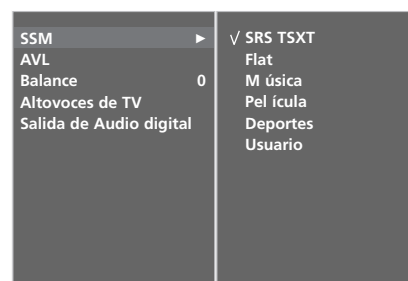 SSM ►
AVL
Balance 0
Altovoces de TV
Salida de Audio digital
√ SRS TSXT
Flat
M úsica
Pel ícula
Deportes
Usuario